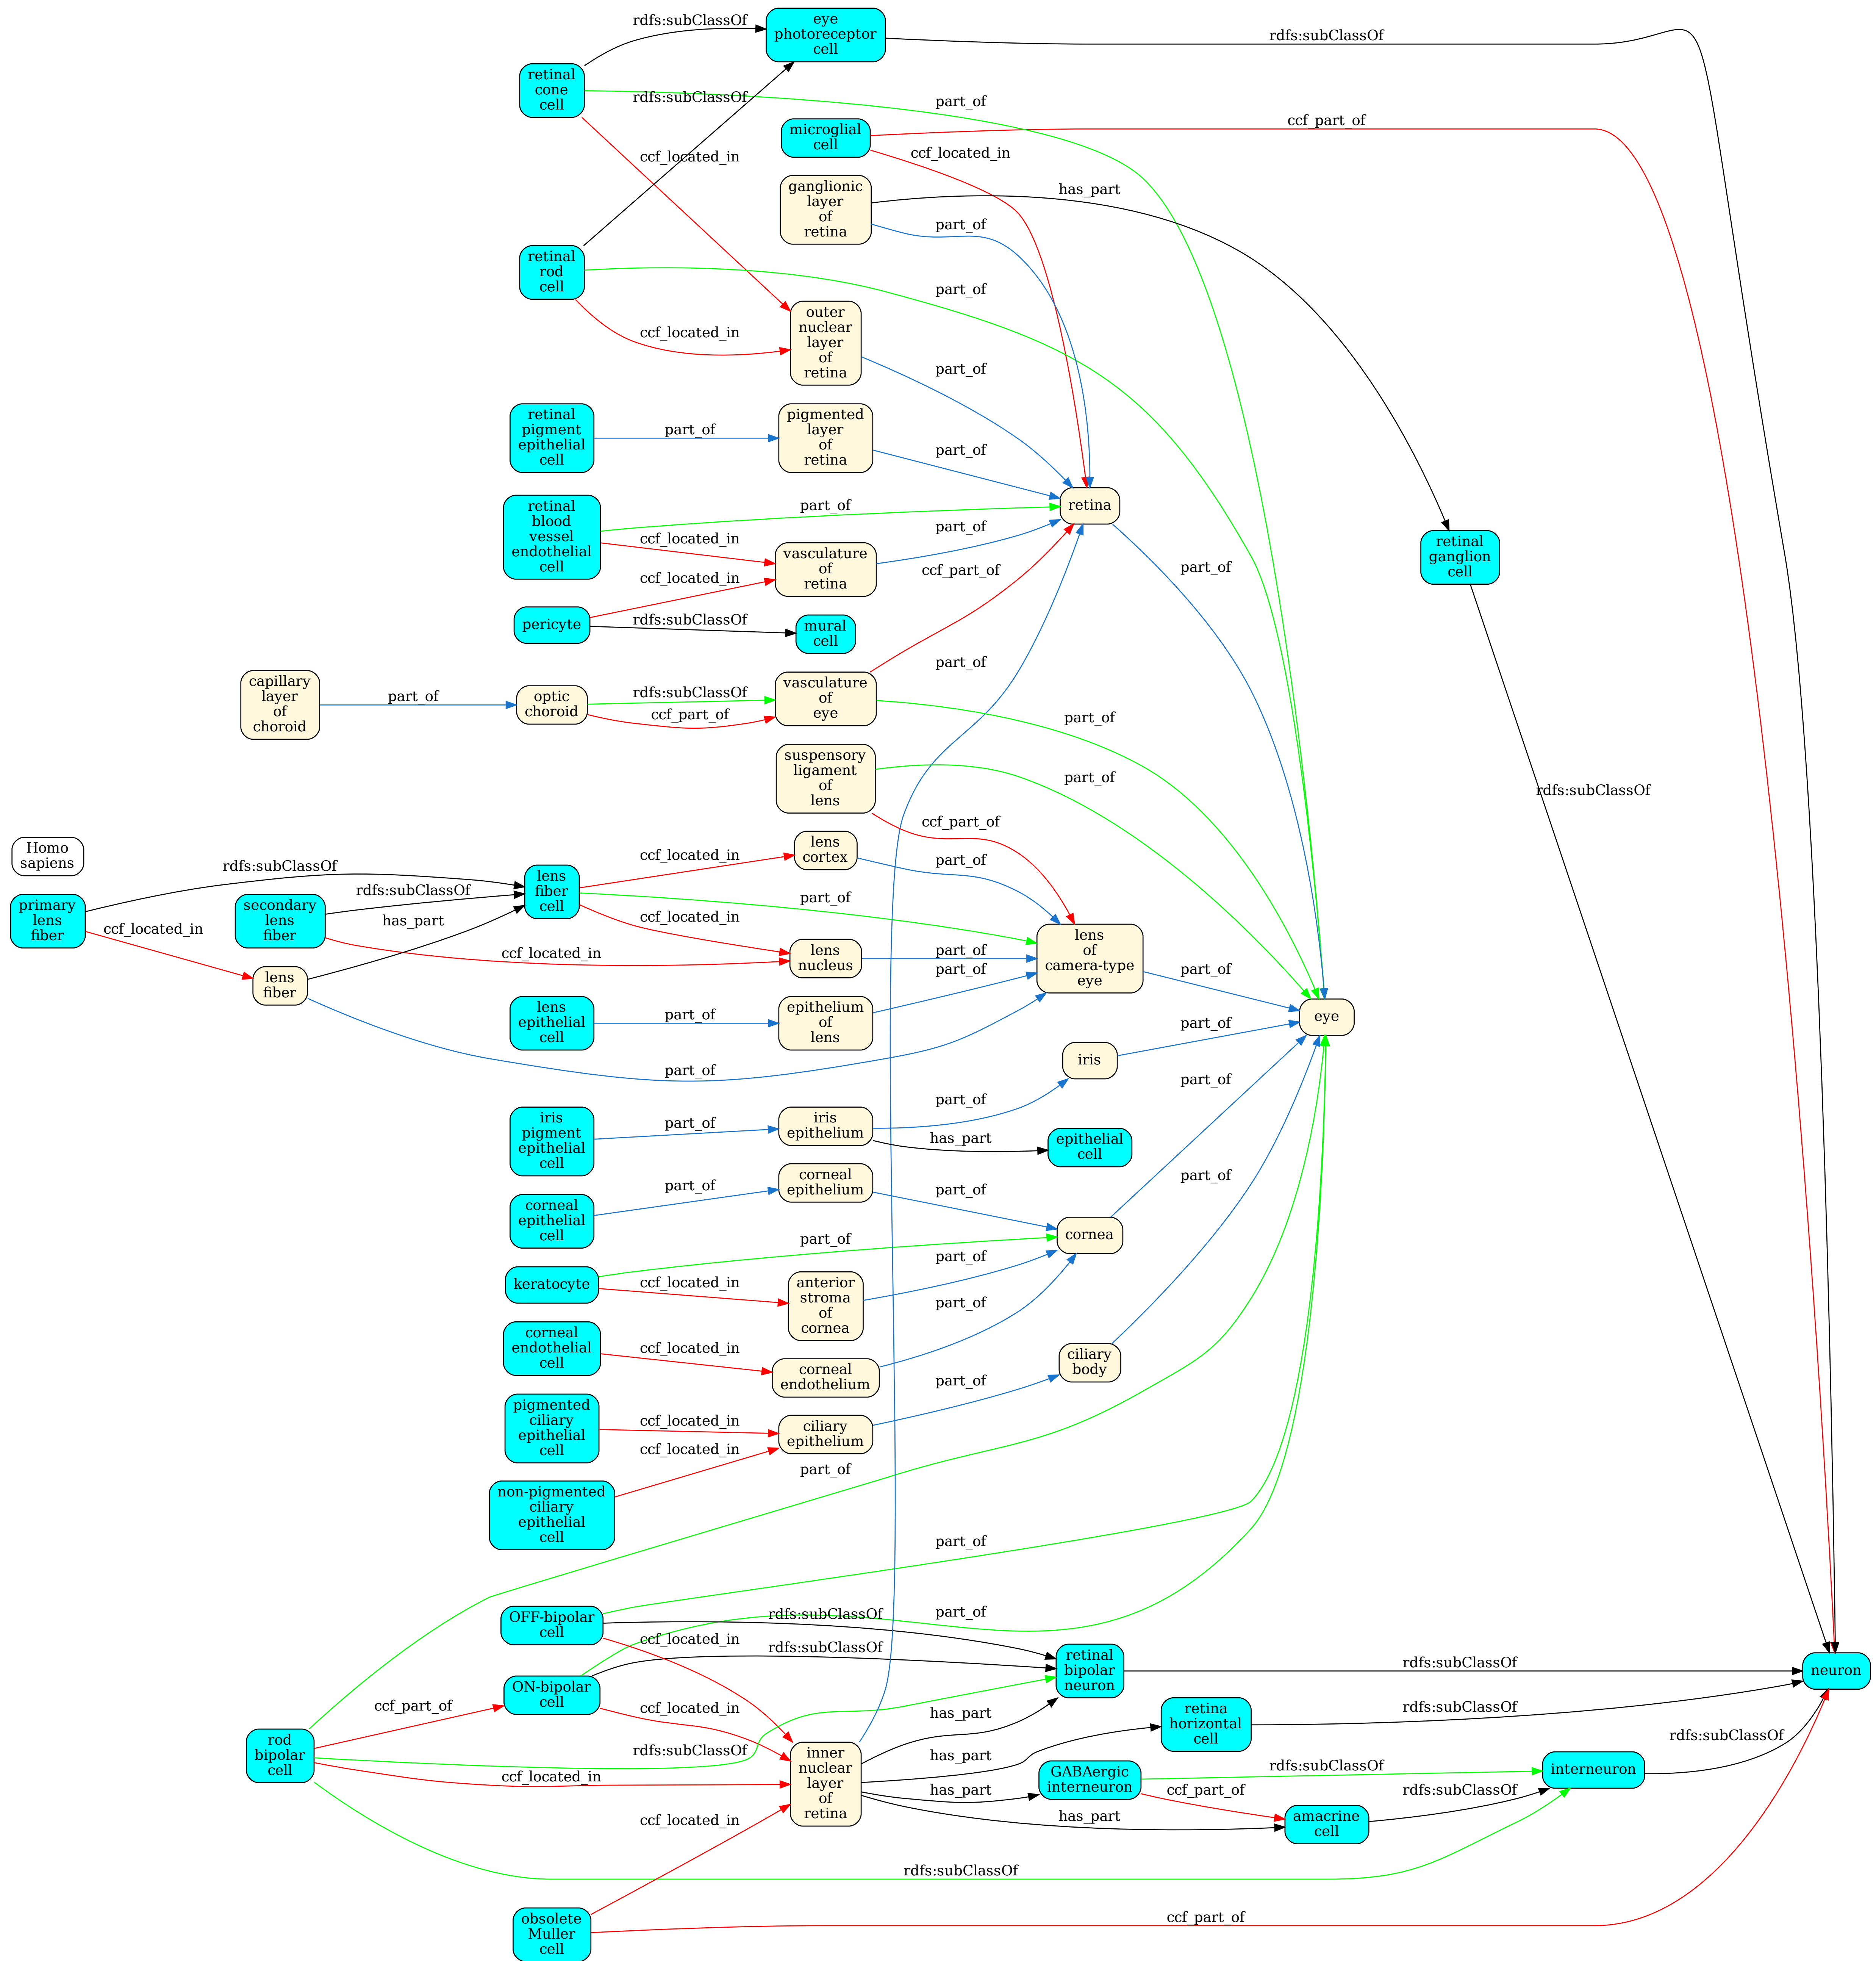 rdfs:subClassOf
eye
photoreceptor
cell
rdfs:subClassOf
retinal
cone
cell
rdfs:subClassOf
part_of
microglial
cell
ccf_part_of
ccf_located_in
ccf_located_in
ganglionic
layer
of
retina
has_part
part_of
retinal
rod
cell
part_of
ccf_located_in
outer
nuclear
layer
of
retina
part_of
retinal
pigment
epithelial
cell
part_of
pigmented
layer
of
retina
part_of
retina
retinal
blood
vessel
endothelial
cell
part_of
ccf_located_in
vasculature
of
retina
part_of
ccf_part_of
part_of
retinal
ganglion
cell
ccf_located_in
pericyte
rdfs:subClassOf
mural
cell
capillary
layer
of
choroid
part_of
optic
choroid
rdfs:subClassOf
ccf_part_of
vasculature
of
eye
part_of
part_of
suspensory
ligament
of
lens
part_of
rdfs:subClassOf
ccf_part_of
Homo
sapiens
primary
lens
fiber
rdfs:subClassOf
ccf_located_in
secondary
lens
fiber
rdfs:subClassOf
has_part
lens
fiber
ccf_located_in
lens
fiber
cell
ccf_located_in
part_of
ccf_located_in
lens
cortex
part_of
lens
nucleus
part_of
part_of
lens
of
camera-type
eye
part_of
eye
lens
epithelial
cell
part_of
epithelium
of
lens
part_of
iris
part_of
iris
pigment
epithelial
cell
part_of
iris
epithelium
part_of
has_part
epithelial
cell
part_of
corneal
epithelial
cell
part_of
corneal
epithelium
part_of
cornea
part_of
keratocyte
part_of
ccf_located_in
anterior
stroma
of
cornea
part_of
part_of
corneal
endothelial
cell
ccf_located_in
corneal
endothelium
ciliary
body
part_of
pigmented
ciliary
epithelial
cell
ccf_located_in
ccf_located_in
ciliary
epithelium
part_of
non-pigmented
ciliary
epithelial
cell
part_of
OFF-bipolar
cell
rdfs:subClassOf
part_of
ccf_located_in
ON-bipolar
cell
rdfs:subClassOf
ccf_located_in
retinal
bipolar
neuron
rdfs:subClassOf
neuron
rod
bipolar
cell
ccf_part_of
rdfs:subClassOf
ccf_located_in
inner
nuclear
layer
of
retina
has_part
has_part
has_part
has_part
retina
horizontal
cell
rdfs:subClassOf
GABAergic
interneuron
rdfs:subClassOf
ccf_part_of
amacrine
cell
rdfs:subClassOf
interneuron
rdfs:subClassOf
ccf_located_in
rdfs:subClassOf
obsolete
Muller
cell
ccf_part_of